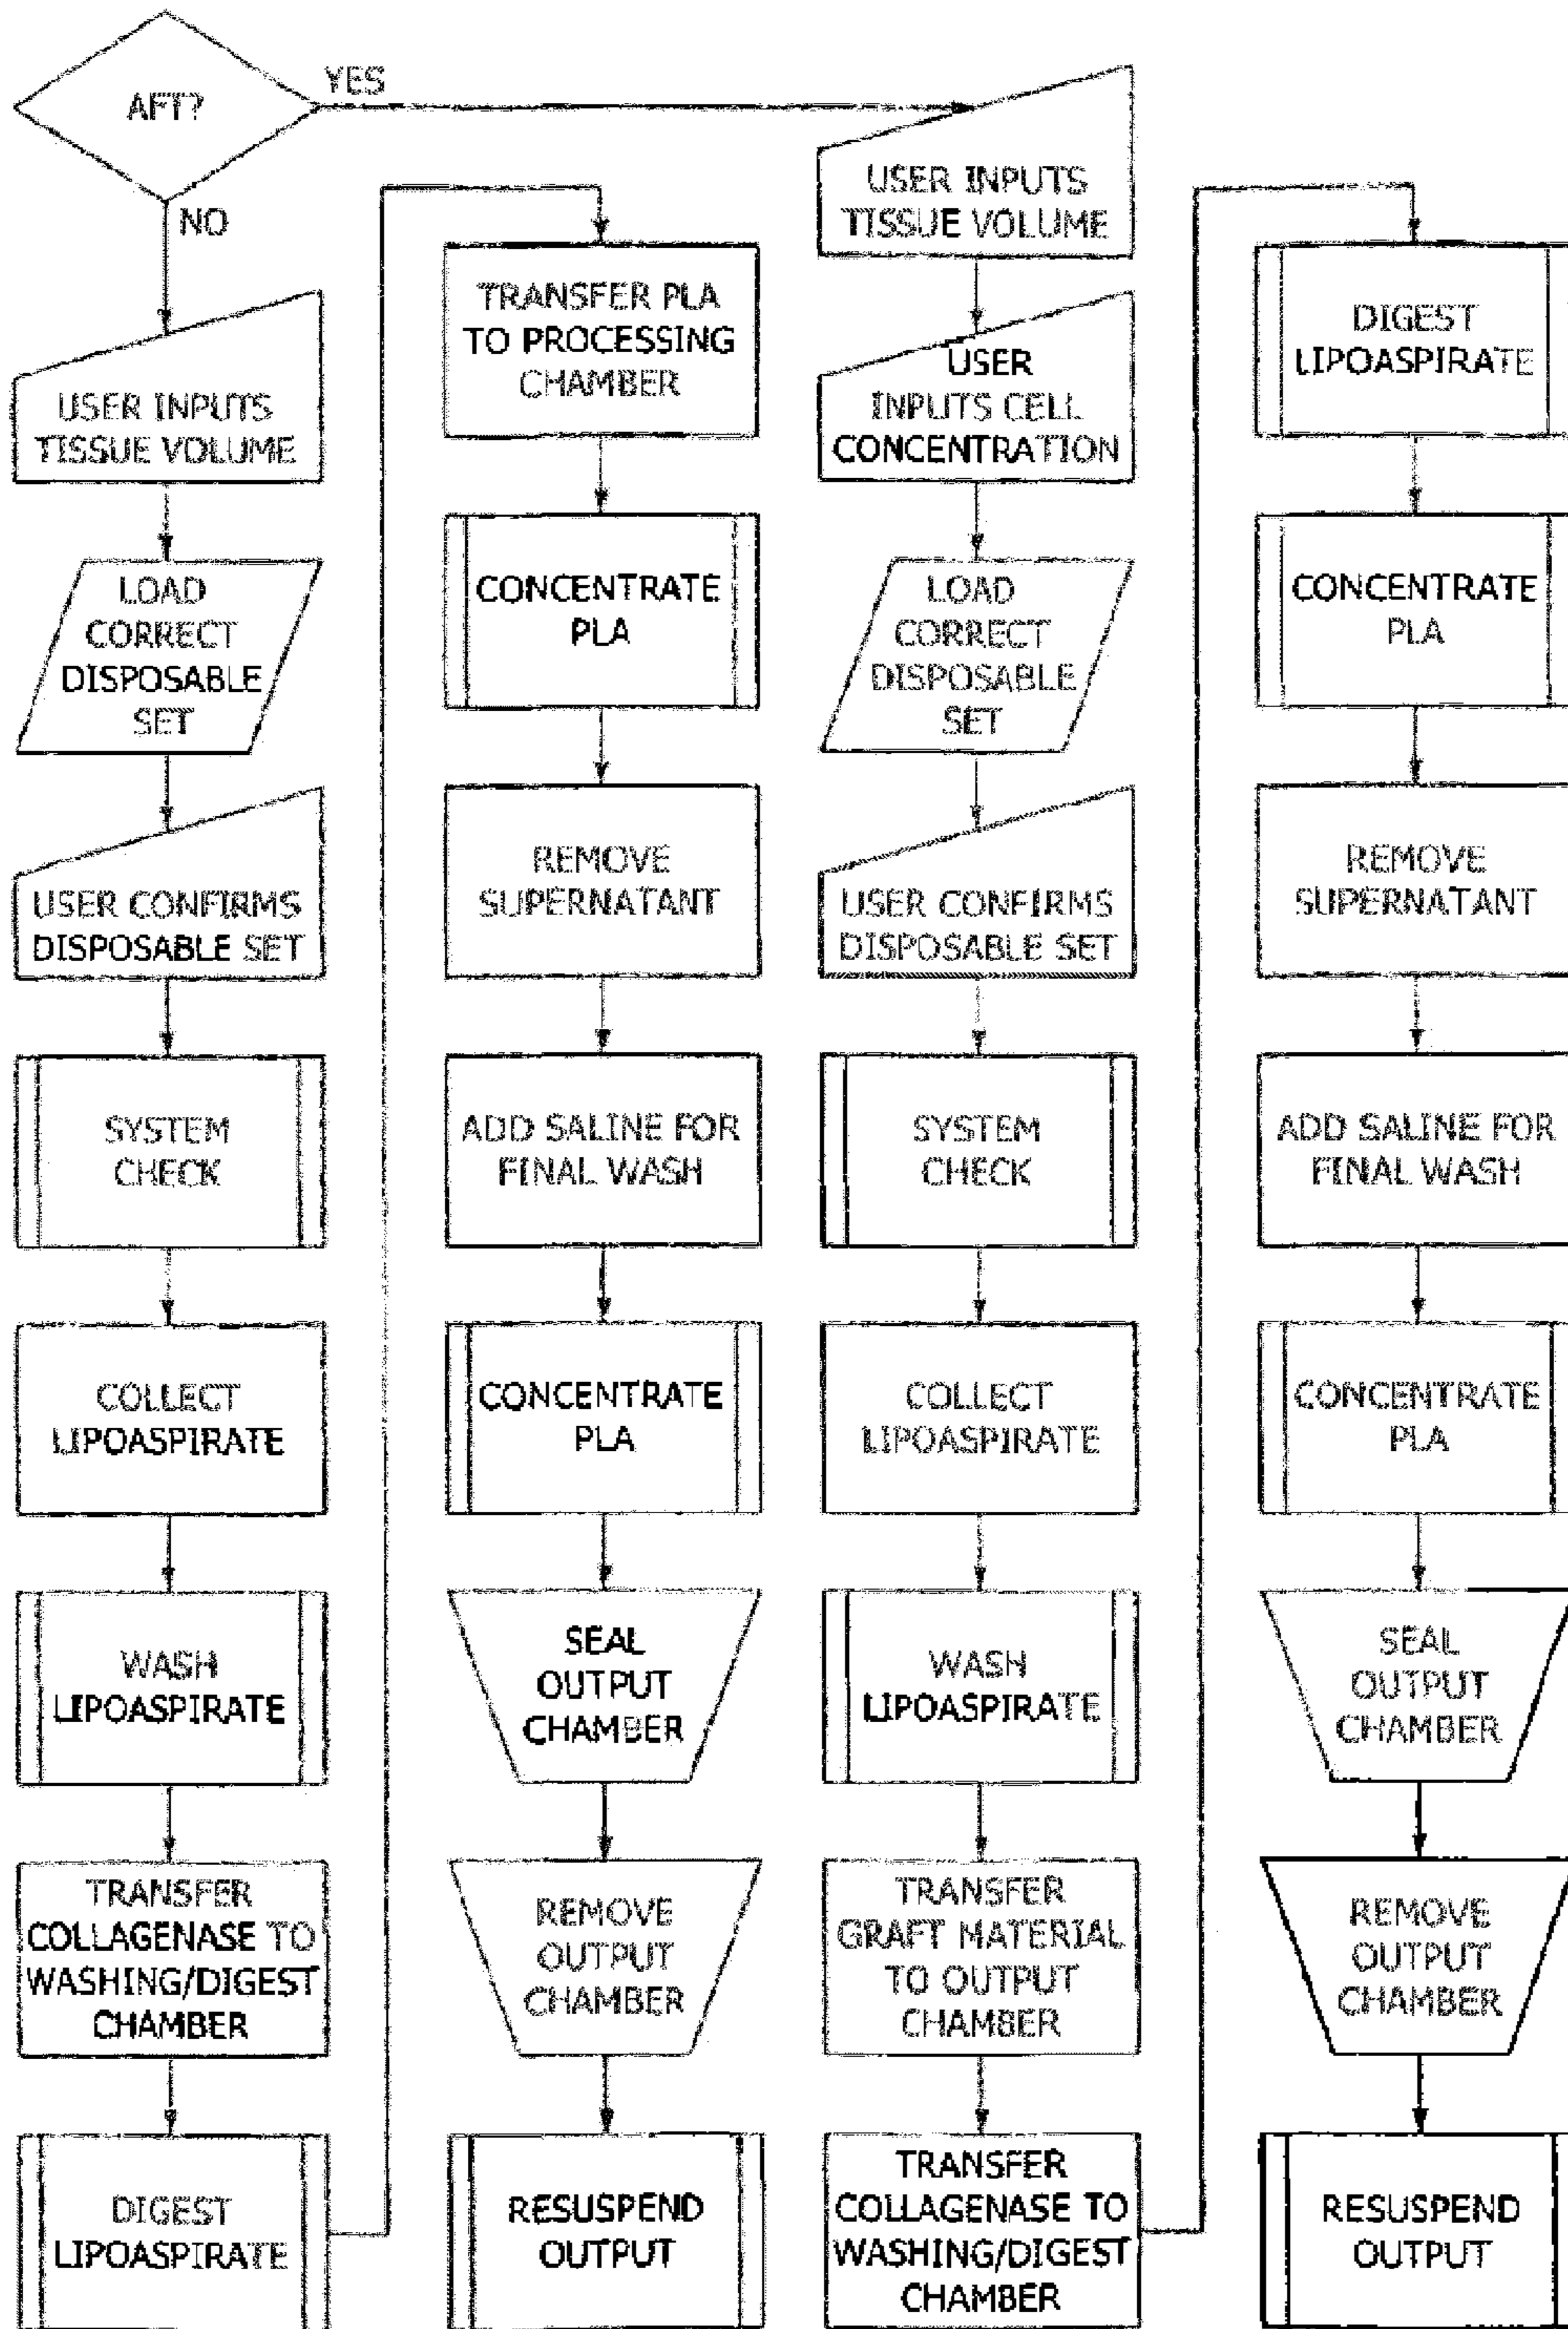 AFT?
YES
NO
USER INPUTS
TISSUE VOLUME
LOAD
CORRECT
DISPOSABLE
SET
USER CONFIRMS
DISPOSABLE SET
SYSTEM
CHECK
COLLECT
LIPOASPIRATE
WASH
LIPOASPIRATE
TRANSFER
COLLAGENASE TO
WASHING/DIGEST
CHAMBER
DIGEST
LIPOASPIRATE
TRANSFER PLA
TO PROCESSING
CHAMBER
CONCENTRATE
PLA
REMOVE
SUPERNATANT
ADD SALINE FOR
FINAL WASH
CONCENTRATE
PLA
SEAL
OUTPUT
CHAMBER
REMOVE
OUTPUT
CHAMBER
RESUSPEND
OUTPUT
USER INPUTS
TISSUE VOLUME
USER
INPUTS CELL
CONCENTRATION
LOAD
CORRECT
DISPOSABLE
SET
USER CONFIRMS
DISPOSABLE SET
SYSTEM
CHECK
COLLECT
LIPOASPIRATE
WASH
LIPOASPIRATE
TRANSFER
GRAFT MATERIAL
TO OUTPUT
CHAMBER
TRANSFER
COLLAGENASE TO
WASHING/DIGEST
CHAMBER
DIGEST
LIPOASPIRATE
CONCENTRATE
PLA
REMOVE
SUPERNATANT
ADD SALINE FOR
FINAL WASH
CONCENTRATE
PLA
SEAL
OUTPUT
CHAMBER
REMOVE
OUTPUT
CHAMBER
RESUSPEND
OUTPUT